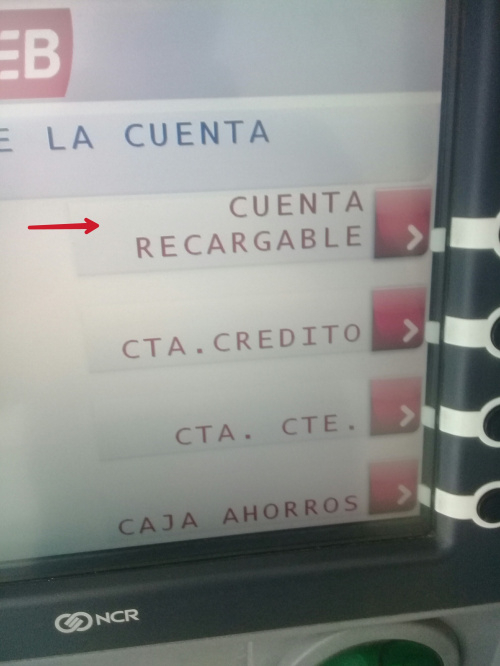 EB
E LA CUENTA
CUENTA
RECARGABLE
CTA.CREDITO
CTA. CTE.
CAJA AHORROS
NCR